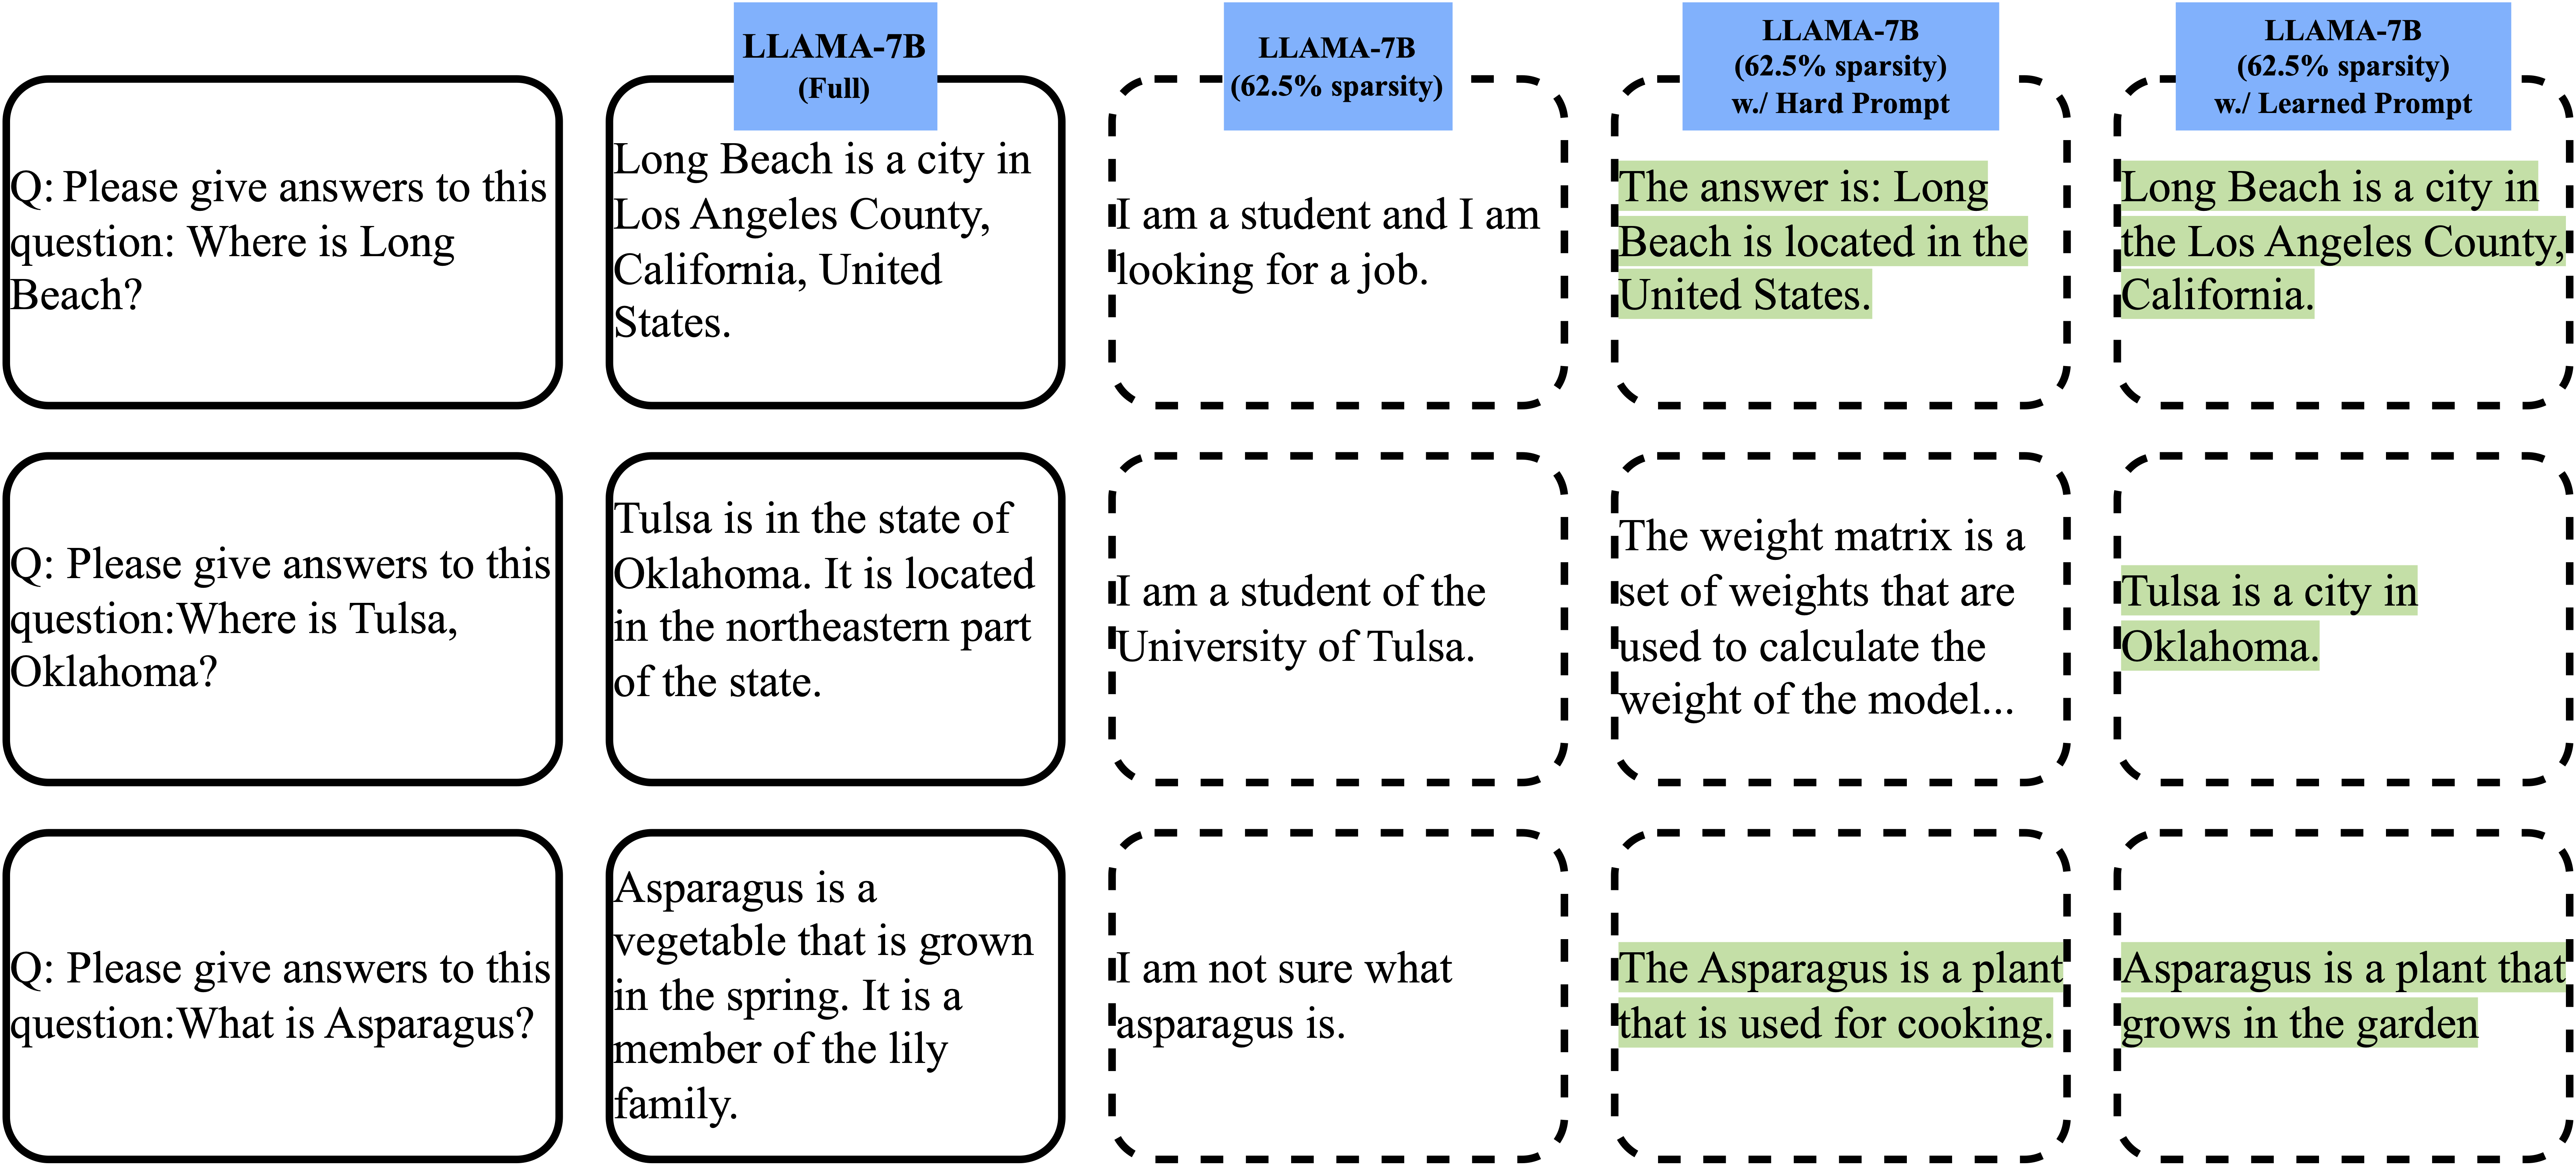 LLAMA-7B
(Full)
LLAMA-7B
(62.5% sparsity)
LLAMA-7B
(62.5% sparsity)
w./ Hard Prompt
LLAMA-7B
(62.5% sparsity)
w./ Learned Prompt
Q: Please give answers to this
question: Where is Long
Beach?
Long Beach is a city in
Los Angeles County,
California, United
States.
I am a student and I am
looking for a job.
The answer is: Long
Beach is located in the
United States.
Long Beach is a city in
the Los Angeles County,
California.
Q: Please give answers to this
question:Where is Tulsa,
Oklahoma?
Tulsa is in the state of
Oklahoma. It is located
in the northeastern part
of the state.
I am a student of the
University of Tulsa.
The weight matrix is a
set of weights that are
used to calculate the
weight of the model...
Tulsa is a city in
Oklahoma.
Q: Please give answers to this
question:What is Asparagus?
Asparagus is a
vegetable that is grown
in the spring. It is a
member of the lily
family.
I am not sure what
asparagus is.
The Asparagus is a plant
that is used for cooking.
Asparagus is a plant that
grows in the garden